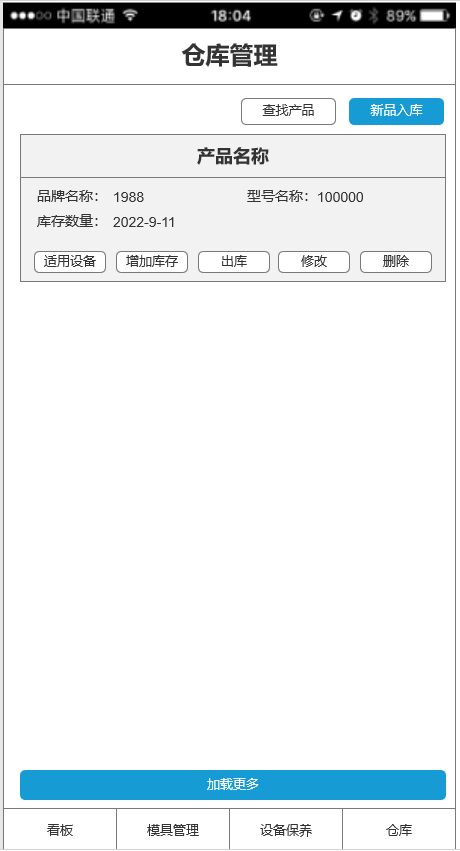 中国联通 18:04 89%
仓库管理
查找产品 新品入库
产品名称
品牌名称： 1988 型号名称：100000
库存数量： 2022-9-11
适用设备 增加库存 出库 修改 删除
加载更多
看板 模具管理 设备保养 仓库